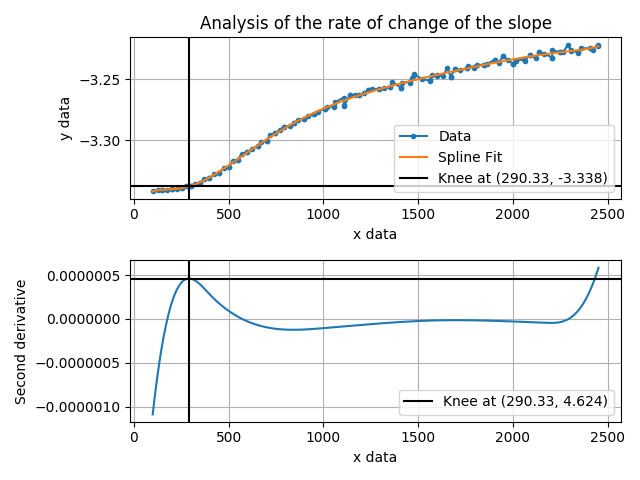 Analysis of the rate of change of the slope
−3.25
−3.30
y data
Data
Spline Fit
Knee at (290.33, -3.338)
0 500 1000 1500 2000 2500
x data
0.0000005
0.0000000
−0.0000005
−0.0000010
Second derivative
Knee at (290.33, 4.624)
0 500 1000 1500 2000 2500
x data